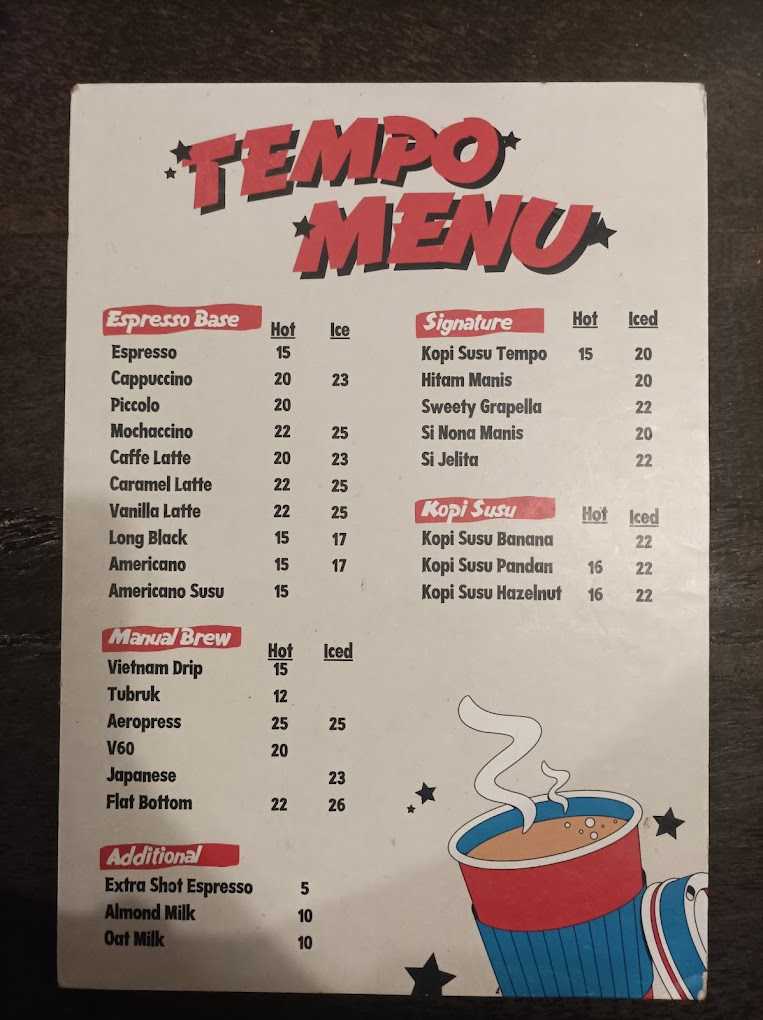 TEMPO
MENU
Espresso Base Hot Ice
Espresso 15
Cappuccino 20 23
Piccolo 20
Mochaccino 22 25
Caffe Latte 20 23
Caramel Latte 22 25
Vanilla Latte 22 25
Long Black 15 17
Americano 15 17
Americano Susu 15
Manual Brew Hot Iced
Vietnam Drip 15
Tubruk 12
Aeropress 25 25
V60 20
Japanese 23
Flat Bottom 22 26
Additional
Extra Shot Espresso 5
Almond Milk 10
Oat Milk 10
Signature Hot Iced
Kopi Susu Tempo 15 20
Hitam Manis 20
Sweety Grapella 22
Si Nona Manis 20
Si Jelita 22
Kopi Susu Hot Iced
Kopi Susu Banana 22
Kopi Susu Pandan 16 22
Kopi Susu Hazelnut 16 22